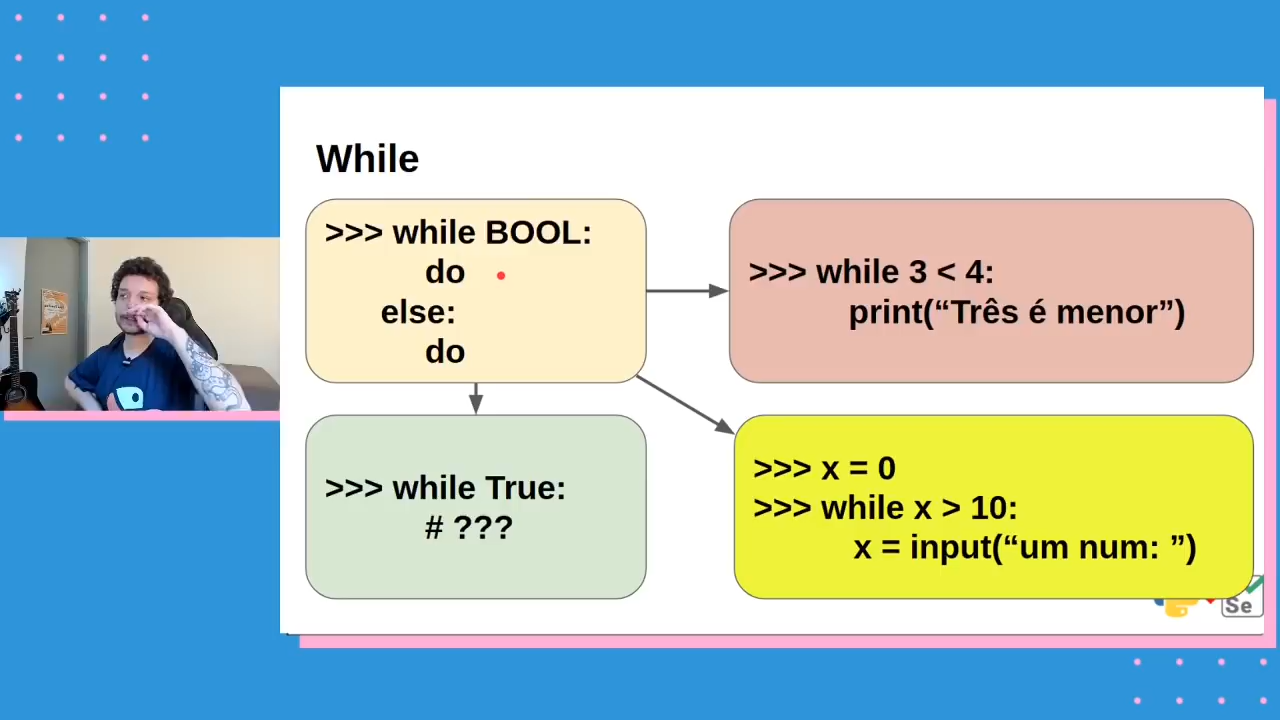 While
>>> while BOOL:
do
else:
do
>>> while 3 < 4:
print(“Três é menor”)
>>> while True:
# ???
>>> x = 0
>>> while x > 10:
x = input(“um num: ”)
Se